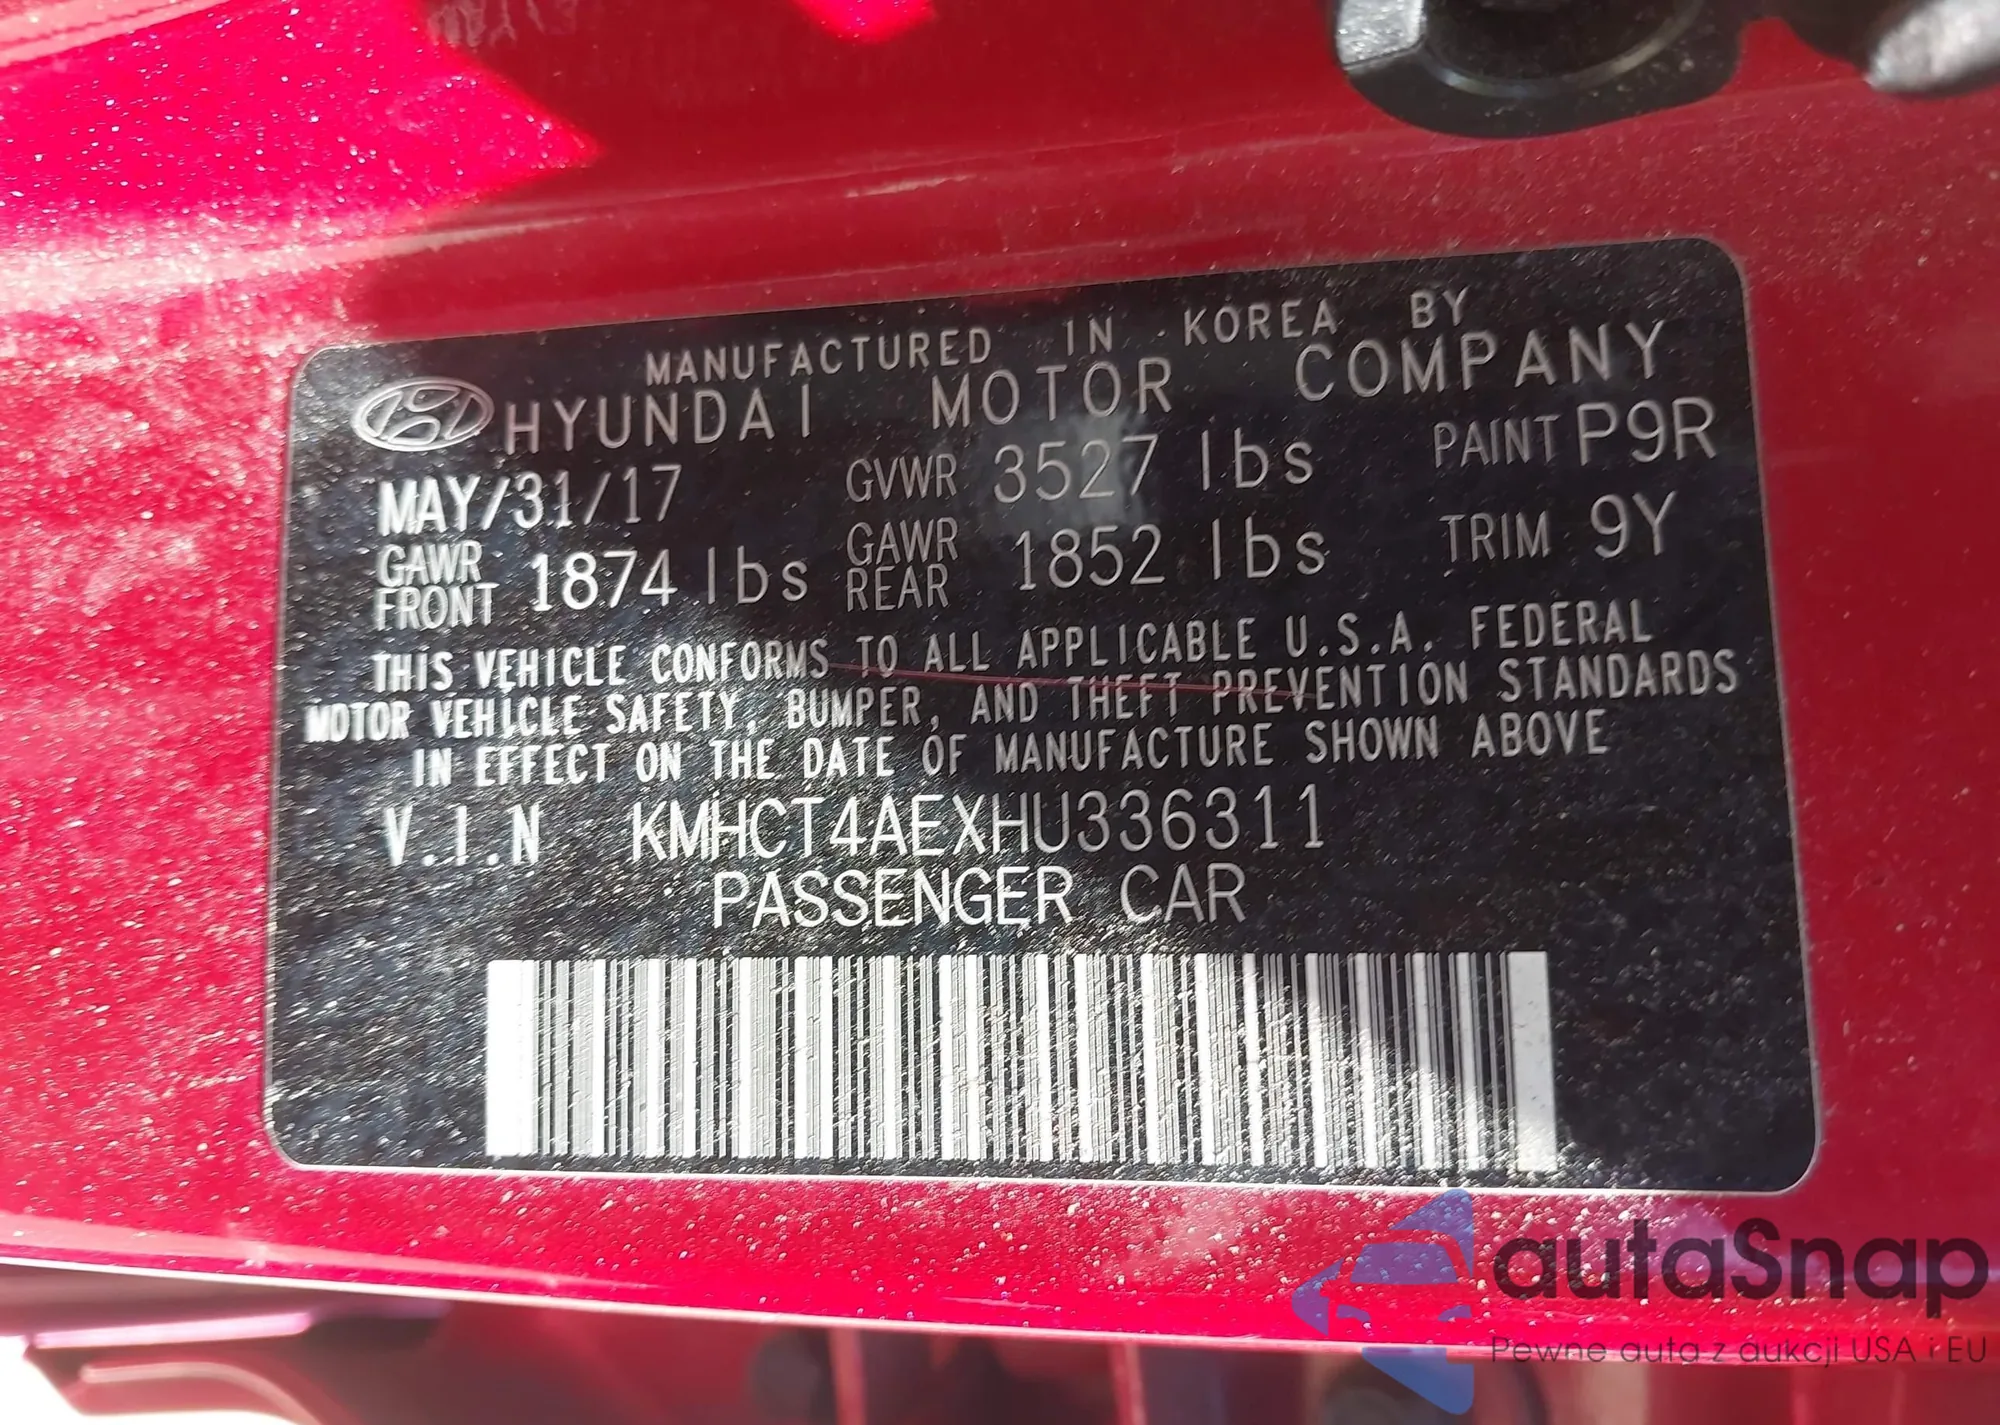 MANUFACTURED IN KOREA BY
HYUNDAI MOTOR COMPANY
MAY/31/17 GVWR 3527 lbs PAINT P9R
GAWR FRONT 1874 lbs GAWR REAR 1852 lbs TRIM 9Y
THIS VEHICLE CONFORMS TO ALL APPLICABLE U.S.A. FEDERAL
MOTOR VEHICLE SAFETY, BUMPER, AND THEFT PREVENTION STANDARDS
IN EFFECT ON THE DATE OF MANUFACTURE SHOWN ABOVE
V.I.N KMHCT4AEXHU336311
PASSENGER CAR
autaSnap
Pewne auta z aukcji USA i EU